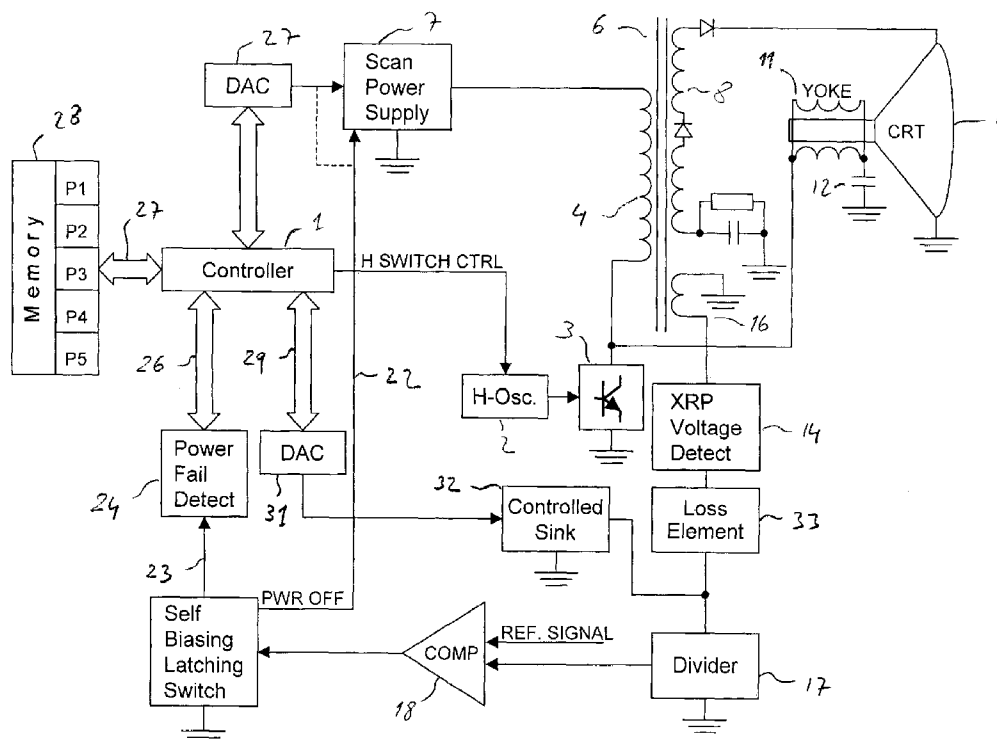 27
7
6
DAC
Scan
Power
Supply
8
11
YOKE
CRT
12
28
Memory
P1
P2
P3
P4
P5
27
1
Controller
4
H SWITCH CTRL
16
26
29
22
3
H-Osc.
2
XRP
Voltage
Detect
14
Power
Fail
Detect
24
DAC
31
32
Controlled
Sink
Loss
Element
33
23
PWR OFF
Self
Biasing
Latching
Switch
COMP
18
REF. SIGNAL
Divider
17